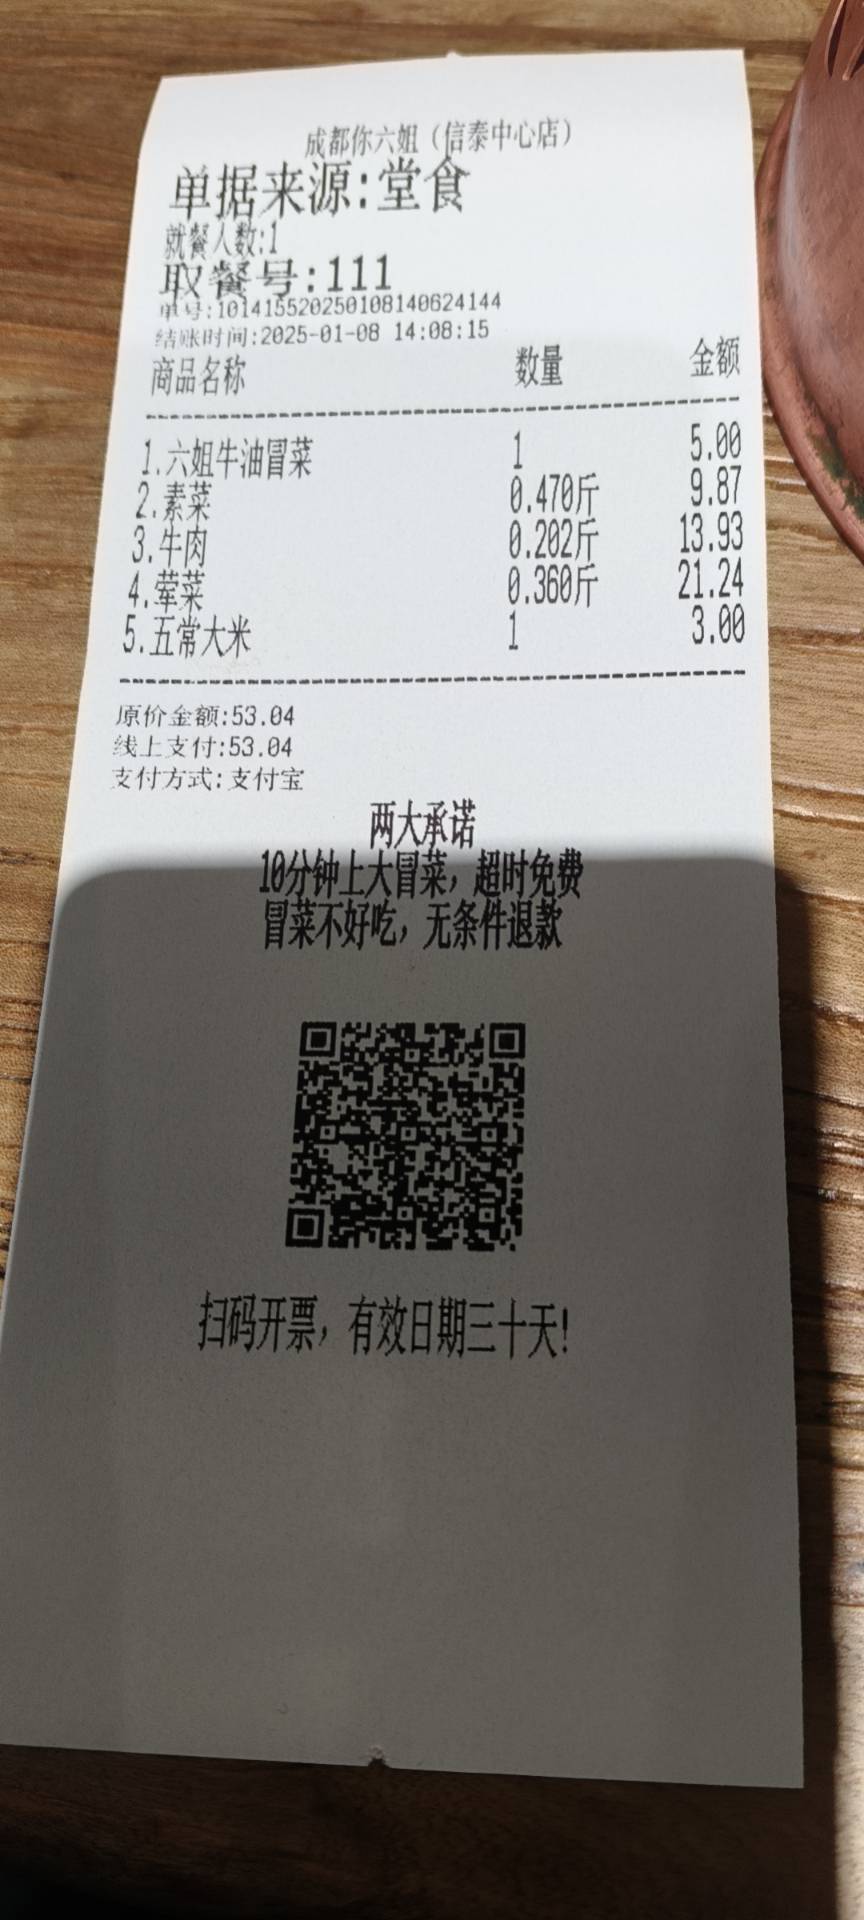 成都你六姐（信泰中心店）
单据来源:堂食
就餐人数:1
取餐号:111
单号:101415520250108140624144
结账时间:2025-01-08 14:08:15
商品名称 数量 金额
1.六姐牛油冒菜 1 5.00
2.素菜 0.470斤 9.87
3.牛肉 0.202斤 13.93
4.荤菜 0.360斤 21.24
5.五常大米 1 3.00
原价金额:53.04
线上支付:53.04
支付方式:支付宝
两大承诺
10分钟上大冒菜，超时免费
冒菜不好吃，无条件退款
扫码开票，有效日期三十天!